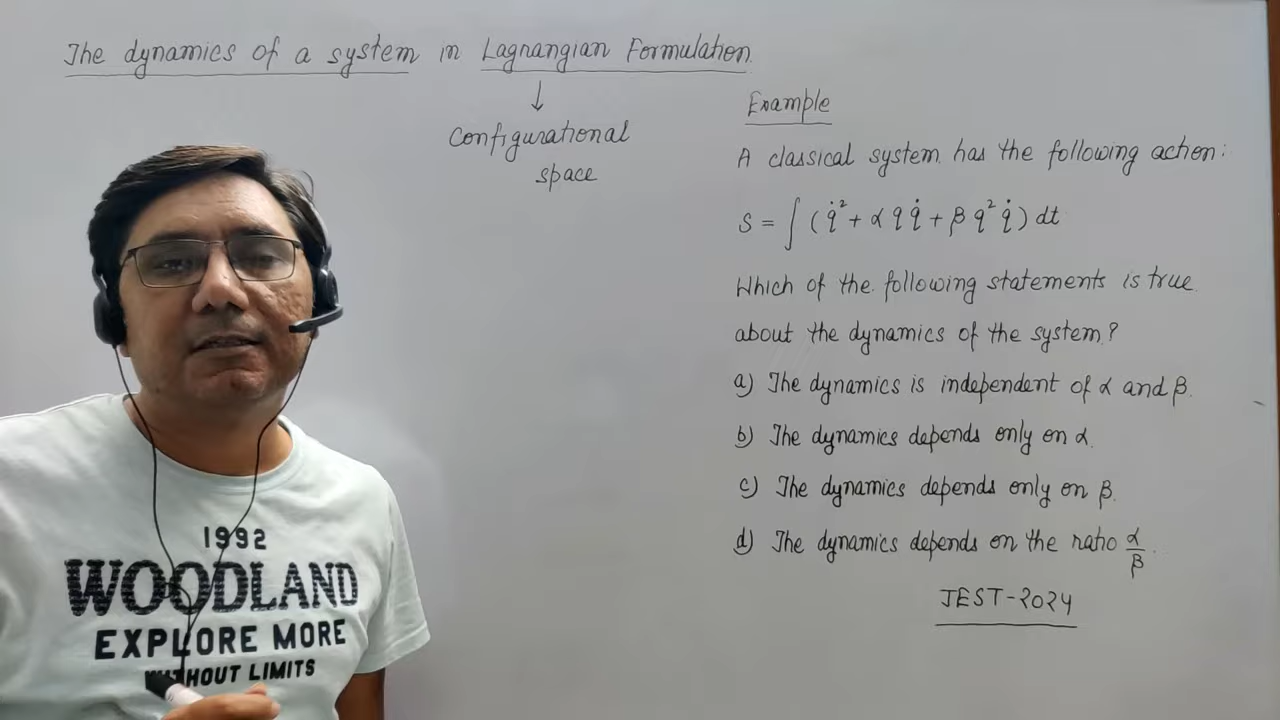 The dynamics of a system in Lagrangian Formulation.
↓
Configurational
space
Example
A classical system has the following action:
S = ∫ (q̇² + α q q̇ + β q² q̇) dt
Which of the following statements is true
about the dynamics of the system?
a) The dynamics is independent of α and β.
b) The dynamics depends only on α.
c) The dynamics depends only on β.
d) The dynamics depends on the ratio α/β.
JEST-2024
1992
WOODLAND
EXPLORE MORE
WITHOUT LIMITS